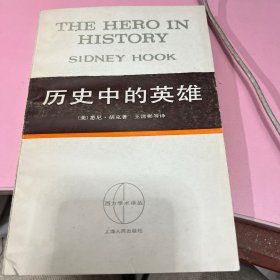 THE HERO IN
HISTORY
SIDNEY HOOK
历史中的英雄
(美)悉尼·胡克著 王清彬等译
西方学术译丛
上海人民出版社